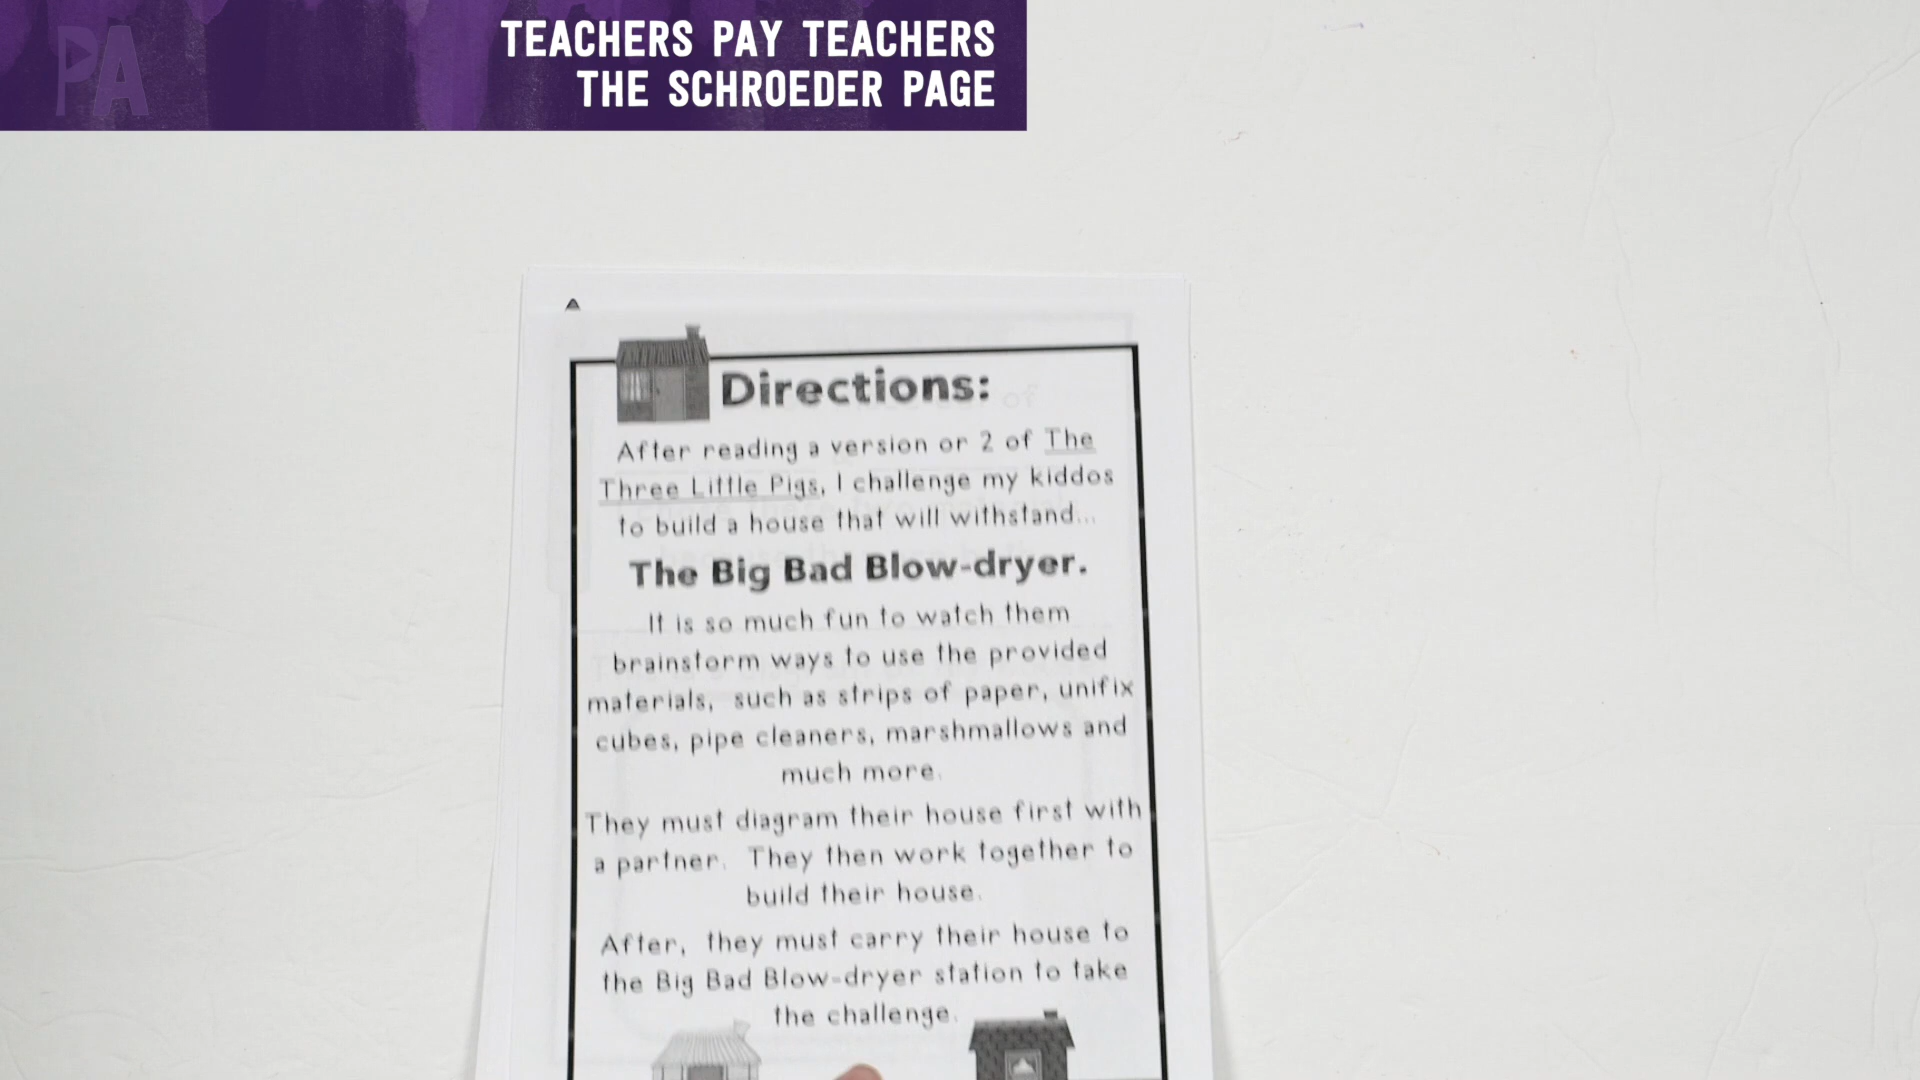 TEACHERS PAY TEACHERS
THE SCHROEDER PAGE
PA
Directions:
After reading a version or 2 of The
Three Little Pigs, I challenge my kiddos
to build a house that will withstand...
The Big Bad Blow-dryer.
It is so much fun to watch them
brainstorm ways to use the provided
materials, such as strips of paper, unifix
cubes, pipe cleaners, marshmallows and
much more.
They must diagram their house first with
a partner. They then work together to
build their house.
After, they must carry their house to
the Big Bad Blow-dryer station to take
the challenge.